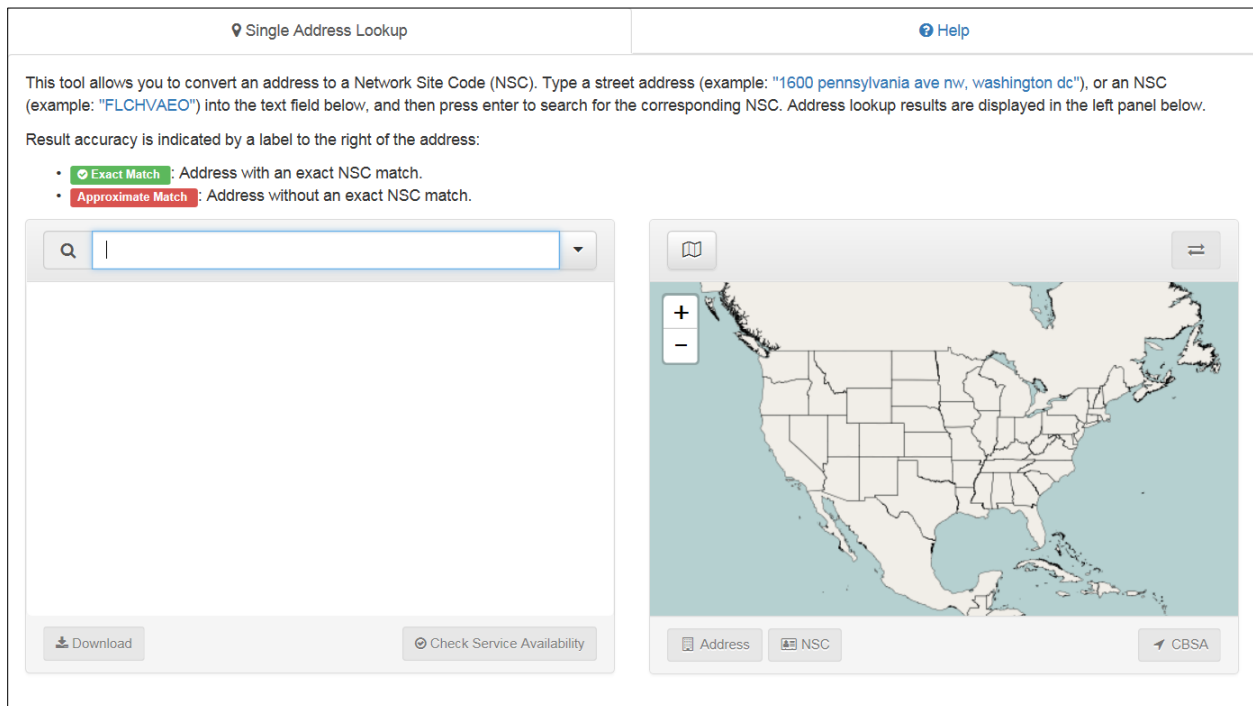 Single Address Lookup
Help
This tool allows you to convert an address to a Network Site Code (NSC). Type a street address (example: "1600 pennsylvania ave nw, washington dc"), or an NSC
(example: "FLCHVAEO") into the text field below, and then press enter to search for the corresponding NSC. Address lookup results are displayed in the left panel below.
Result accuracy is indicated by a label to the right of the address:
• Exact Match : Address with an exact NSC match.
• Approximate Match : Address without an exact NSC match.
+
−
Download
Check Service Availability
Address
NSC
CBSA